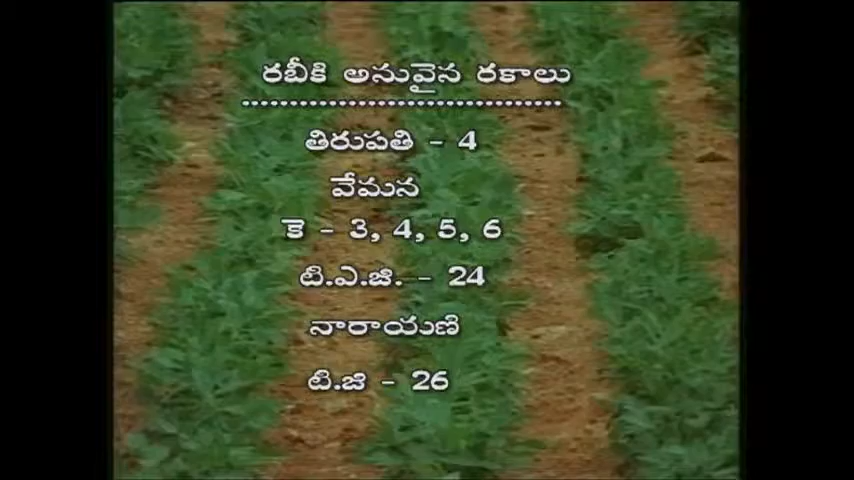 రబీకి అనువైన రకాలు
తిరుపతి - 4
వేమన
కె - 3, 4, 5, 6
టి.ఎ.జి. - 24
నారాయణి
టి.జి - 26